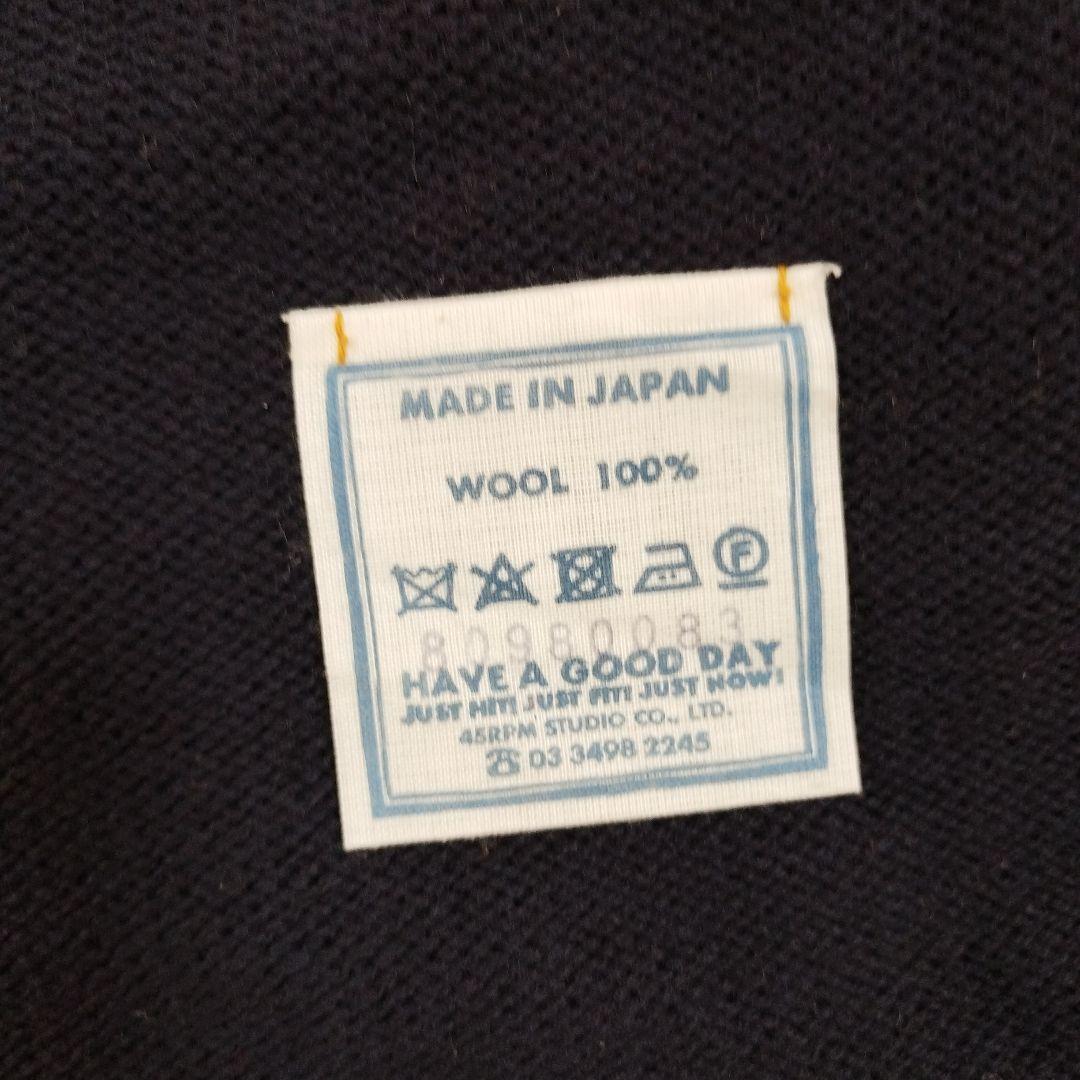 MADE IN JAPAN
WOOL 100%
F
80980083
HAVE A GOOD DAY
JUST HIT! JUST FIT! JUST NOW!
45RPM STUDIO CO., LTD.
☎ 03 3498 2245